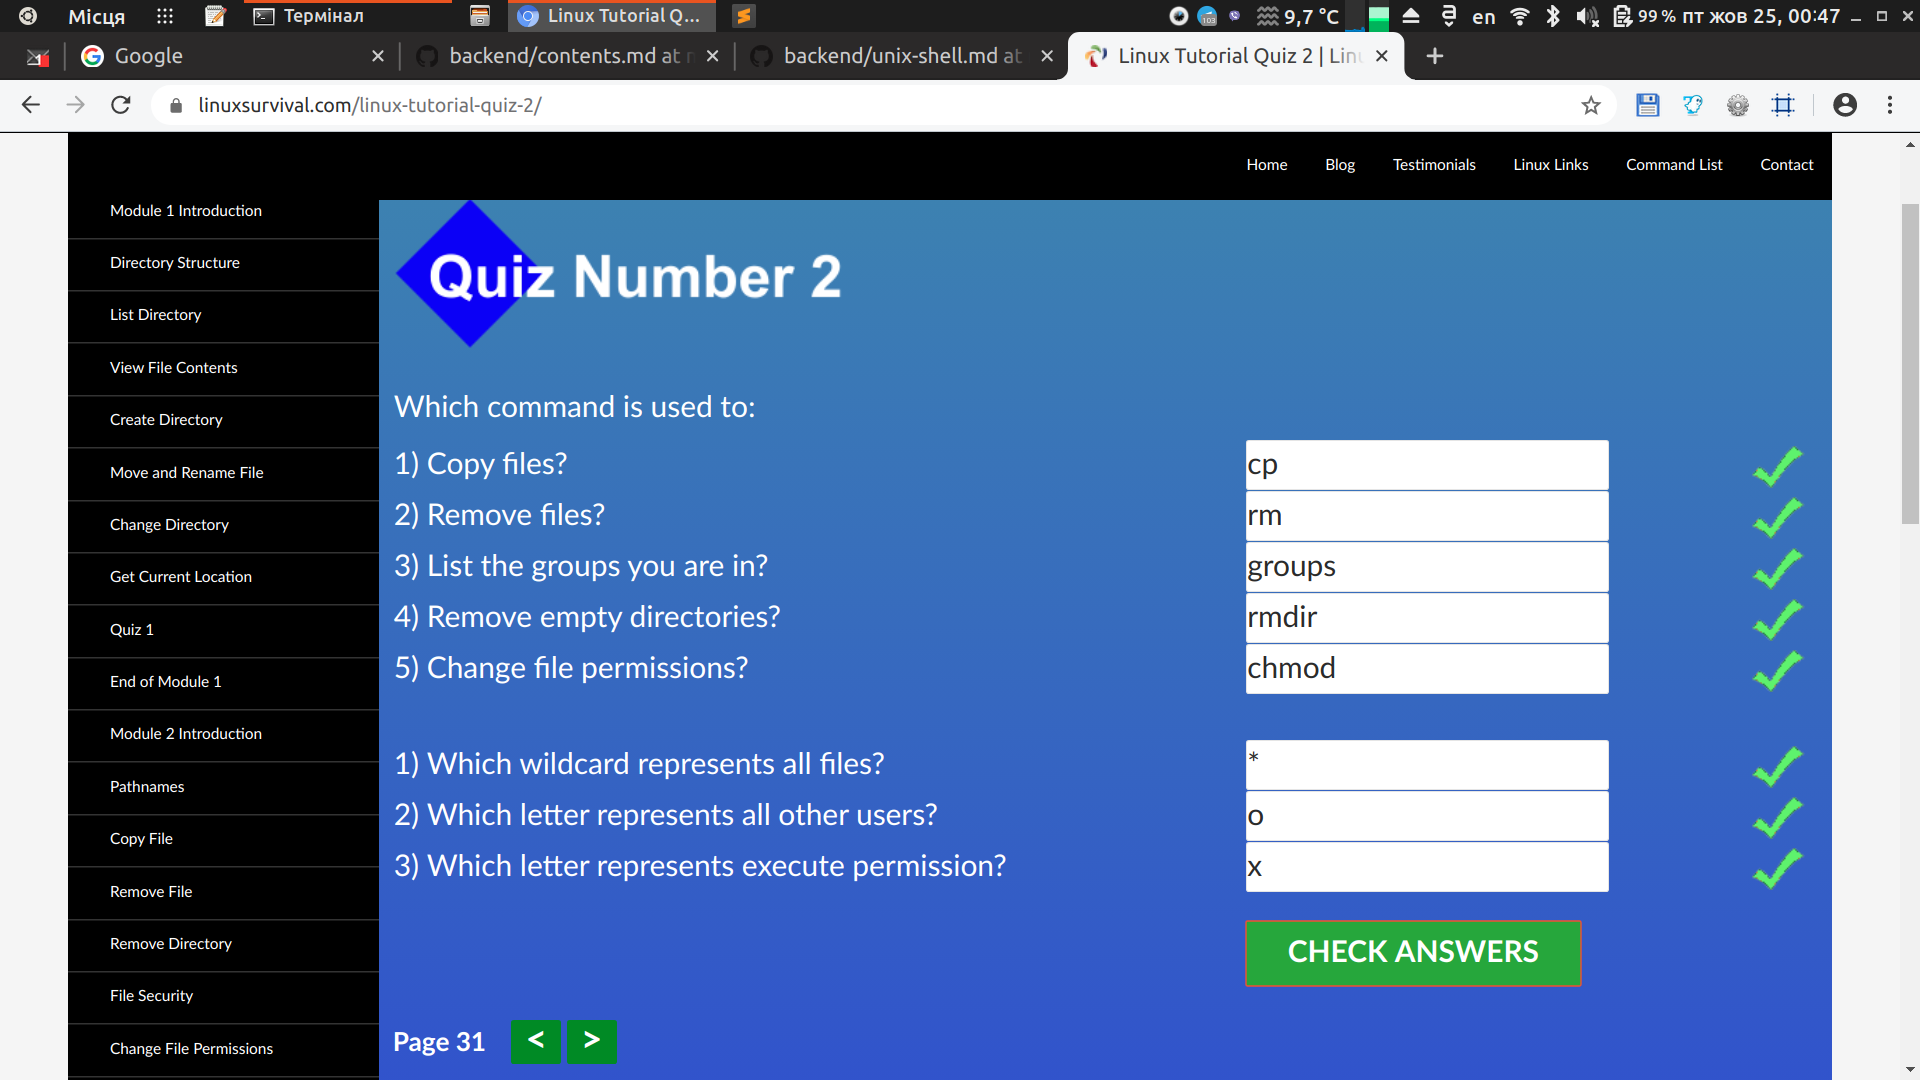 Місця
Термінал
Linux Tutorial Q...
103
9,7 °C
en
99 % пт жов 25, 00:47
Google
backend/contents.md at
backend/unix-shell.md at
Linux Tutorial Quiz 2 | Lin
linuxsurvival.com/linux-tutorial-quiz-2/
Home
Blog
Testimonials
Linux Links
Command List
Contact
Module 1 Introduction
Directory Structure
List Directory
View File Contents
Create Directory
Move and Rename File
Change Directory
Get Current Location
Quiz 1
End of Module 1
Module 2 Introduction
Pathnames
Copy File
Remove File
Remove Directory
File Security
Change File Permissions
Quiz Number 2
Which command is used to:
1) Copy files? cp
2) Remove files? rm
3) List the groups you are in? groups
4) Remove empty directories? rmdir
5) Change file permissions? chmod
1) Which wildcard represents all files? *
2) Which letter represents all other users? o
3) Which letter represents execute permission? x
CHECK ANSWERS
Page 31 < >